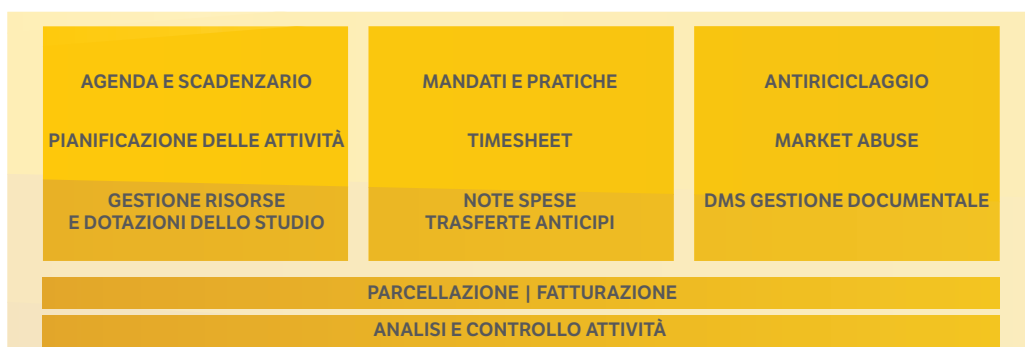 AGENDA E SCADENZARIO
PIANIFICAZIONE DELLE ATTIVITÀ
GESTIONE RISORSE
E DOTAZIONI DELLO STUDIO
MANDATI E PRATICHE
TIMESHEET
NOTE SPESE
TRASFERTE ANTICIPI
ANTIRICICLAGGIO
MARKET ABUSE
DMS GESTIONE DOCUMENTALE
PARCELLAZIONE | FATTURAZIONE
ANALISI E CONTROLLO ATTIVITÀ